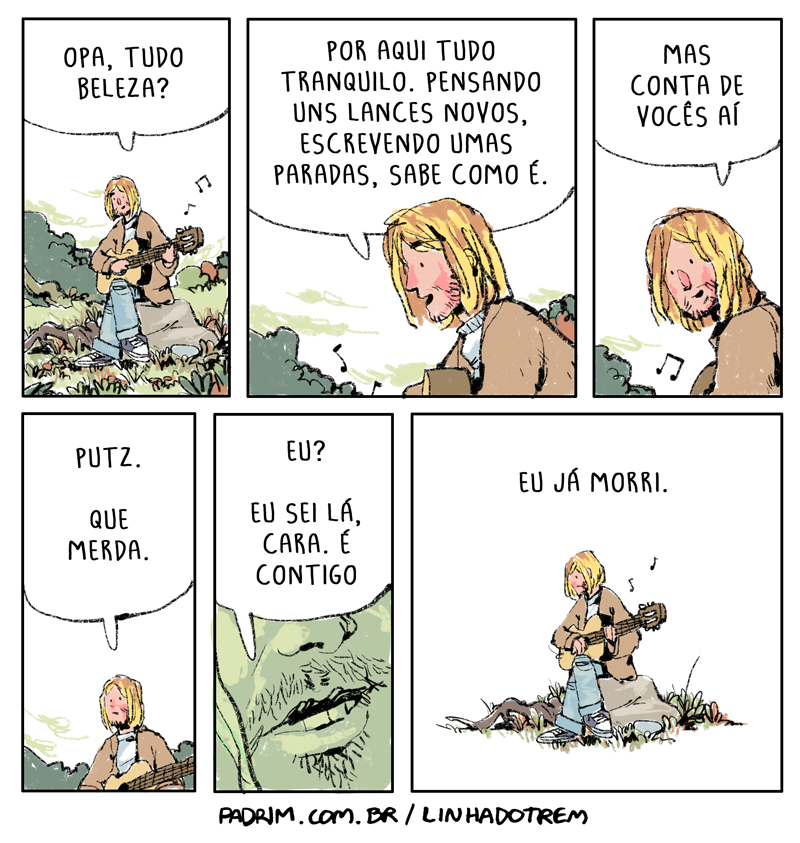 OPA, TUDO
BELEZA?
POR AQUI TUDO
TRANQUILO. PENSANDO
UNS LANCES NOVOS,
ESCREVENDO UMAS
PARADAS, SABE COMO É.
MAS
CONTA DE
VOCÊS AÍ
PUTZ.
QUE
MERDA.
EU?
EU SEI LÁ,
CARA. É
CONTIGO
EU JÁ MORRI.
PADRIM.COM.BR / LINHADOTREM